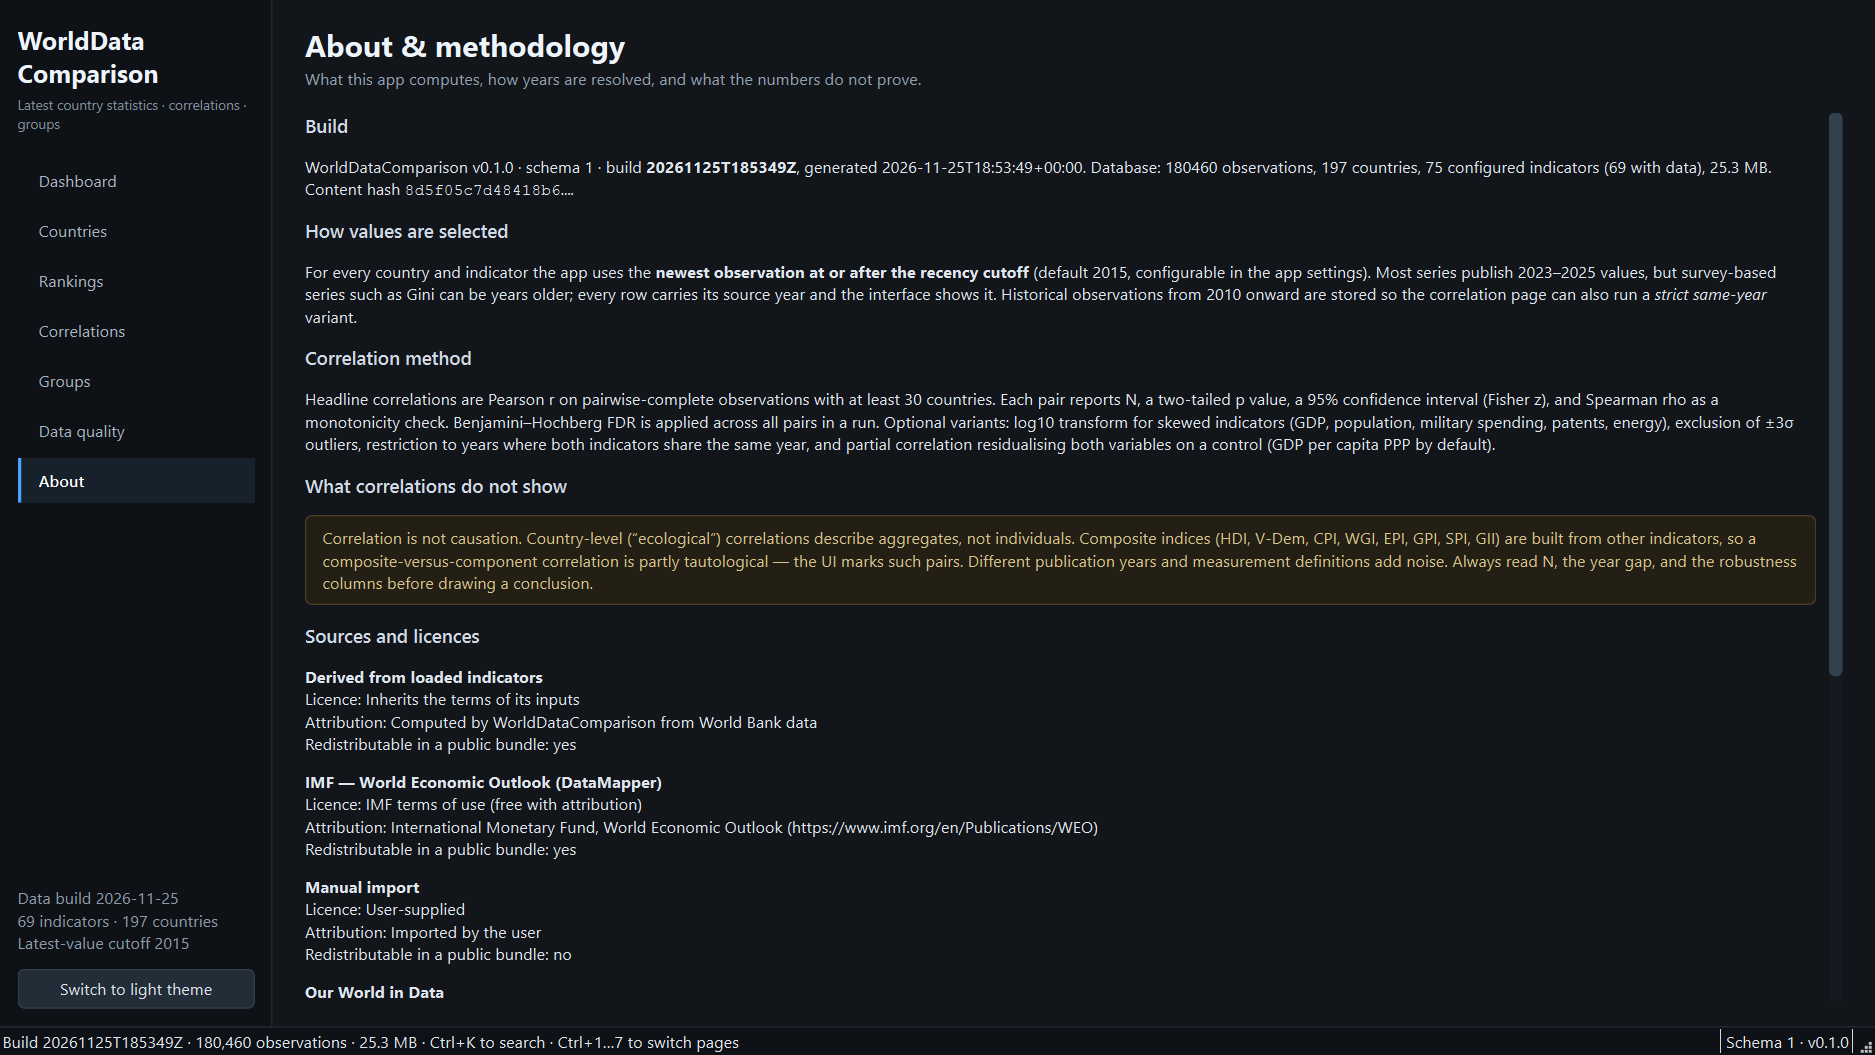 WorldData
Comparison
Latest country statistics · correlations ·
groups
Dashboard
Countries
Rankings
Correlations
Groups
Data quality
About
Data build 2026-11-25
69 indicators · 197 countries
Latest-value cutoff 2015
Switch to light theme
About & methodology
What this app computes, how years are resolved, and what the numbers do not prove.
Build
WorldDataComparison v0.1.0 · schema 1 · build 20261125T185349Z, generated 2026-11-25T18:53:49+00:00. Database: 180460 observations, 197 countries, 75 configured indicators (69 with data), 25.3 MB.
Content hash 8d5f05c7d48418b6....
How values are selected
For every country and indicator the app uses the newest observation at or after the recency cutoff (default 2015, configurable in the app settings). Most series publish 2023–2025 values, but survey-based
series such as Gini can be years older; every row carries its source year and the interface shows it. Historical observations from 2010 onward are stored so the correlation page can also run a strict same-year
variant.
Correlation method
Headline correlations are Pearson r on pairwise-complete observations with at least 30 countries. Each pair reports N, a two-tailed p value, a 95% confidence interval (Fisher z), and Spearman rho as a
monotonicity check. Benjamini–Hochberg FDR is applied across all pairs in a run. Optional variants: log10 transform for skewed indicators (GDP, population, military spending, patents, energy), exclusion of ±3σ
outliers, restriction to years where both indicators share the same year, and partial correlation residualising both variables on a control (GDP per capita PPP by default).
What correlations do not show
Correlation is not causation. Country-level (“ecological”) correlations describe aggregates, not individuals. Composite indices (HDI, V-Dem, CPI, WGI, EPI, GPI, SPI, GII) are built from other indicators, so a
composite-versus-component correlation is partly tautological — the UI marks such pairs. Different publication years and measurement definitions add noise. Always read N, the year gap, and the robustness
columns before drawing a conclusion.
Sources and licences
Derived from loaded indicators
Licence: Inherits the terms of its inputs
Attribution: Computed by WorldDataComparison from World Bank data
Redistributable in a public bundle: yes
IMF — World Economic Outlook (DataMapper)
Licence: IMF terms of use (free with attribution)
Attribution: International Monetary Fund, World Economic Outlook (https://www.imf.org/en/Publications/WEO)
Redistributable in a public bundle: yes
Manual import
Licence: User-supplied
Attribution: Imported by the user
Redistributable in a public bundle: no
Our World in Data
Build 20261125T185349Z · 180,460 observations · 25.3 MB · Ctrl+K to search · Ctrl+1…7 to switch pages
Schema 1 · v0.1.0